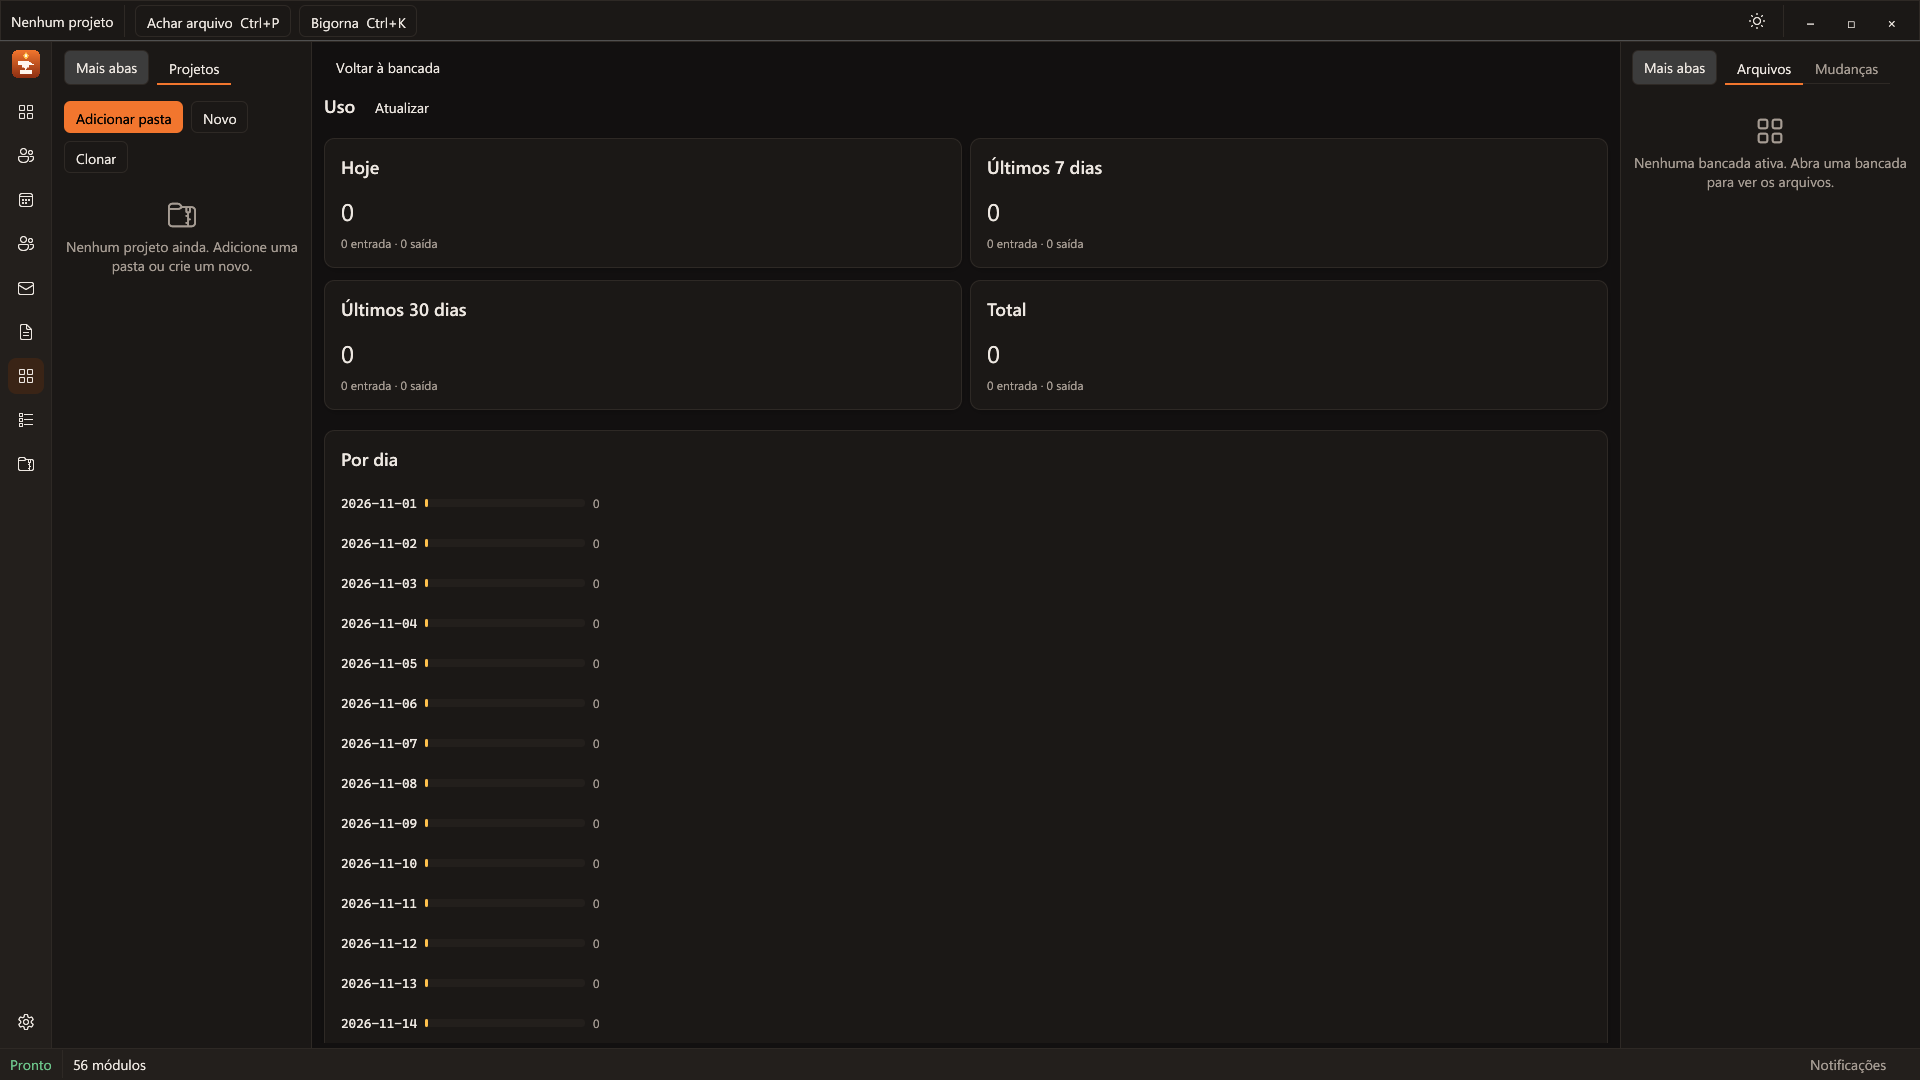 Nenhum projeto
Achar arquivo Ctrl+P
Bigorna Ctrl+K
Mais abas
Projetos
Adicionar pasta
Novo
Clonar
Nenhum projeto ainda. Adicione uma
pasta ou crie um novo.
Voltar à bancada
Uso
Atualizar
Hoje
0
0 entrada · 0 saída
Últimos 7 dias
0
0 entrada · 0 saída
Últimos 30 dias
0
0 entrada · 0 saída
Total
0
0 entrada · 0 saída
Por dia
2026-11-01 0
2026-11-02 0
2026-11-03 0
2026-11-04 0
2026-11-05 0
2026-11-06 0
2026-11-07 0
2026-11-08 0
2026-11-09 0
2026-11-10 0
2026-11-11 0
2026-11-12 0
2026-11-13 0
2026-11-14 0
Mais abas
Arquivos
Mudanças
Nenhuma bancada ativa. Abra uma bancada
para ver os arquivos.
Pronto
56 módulos
Notificações